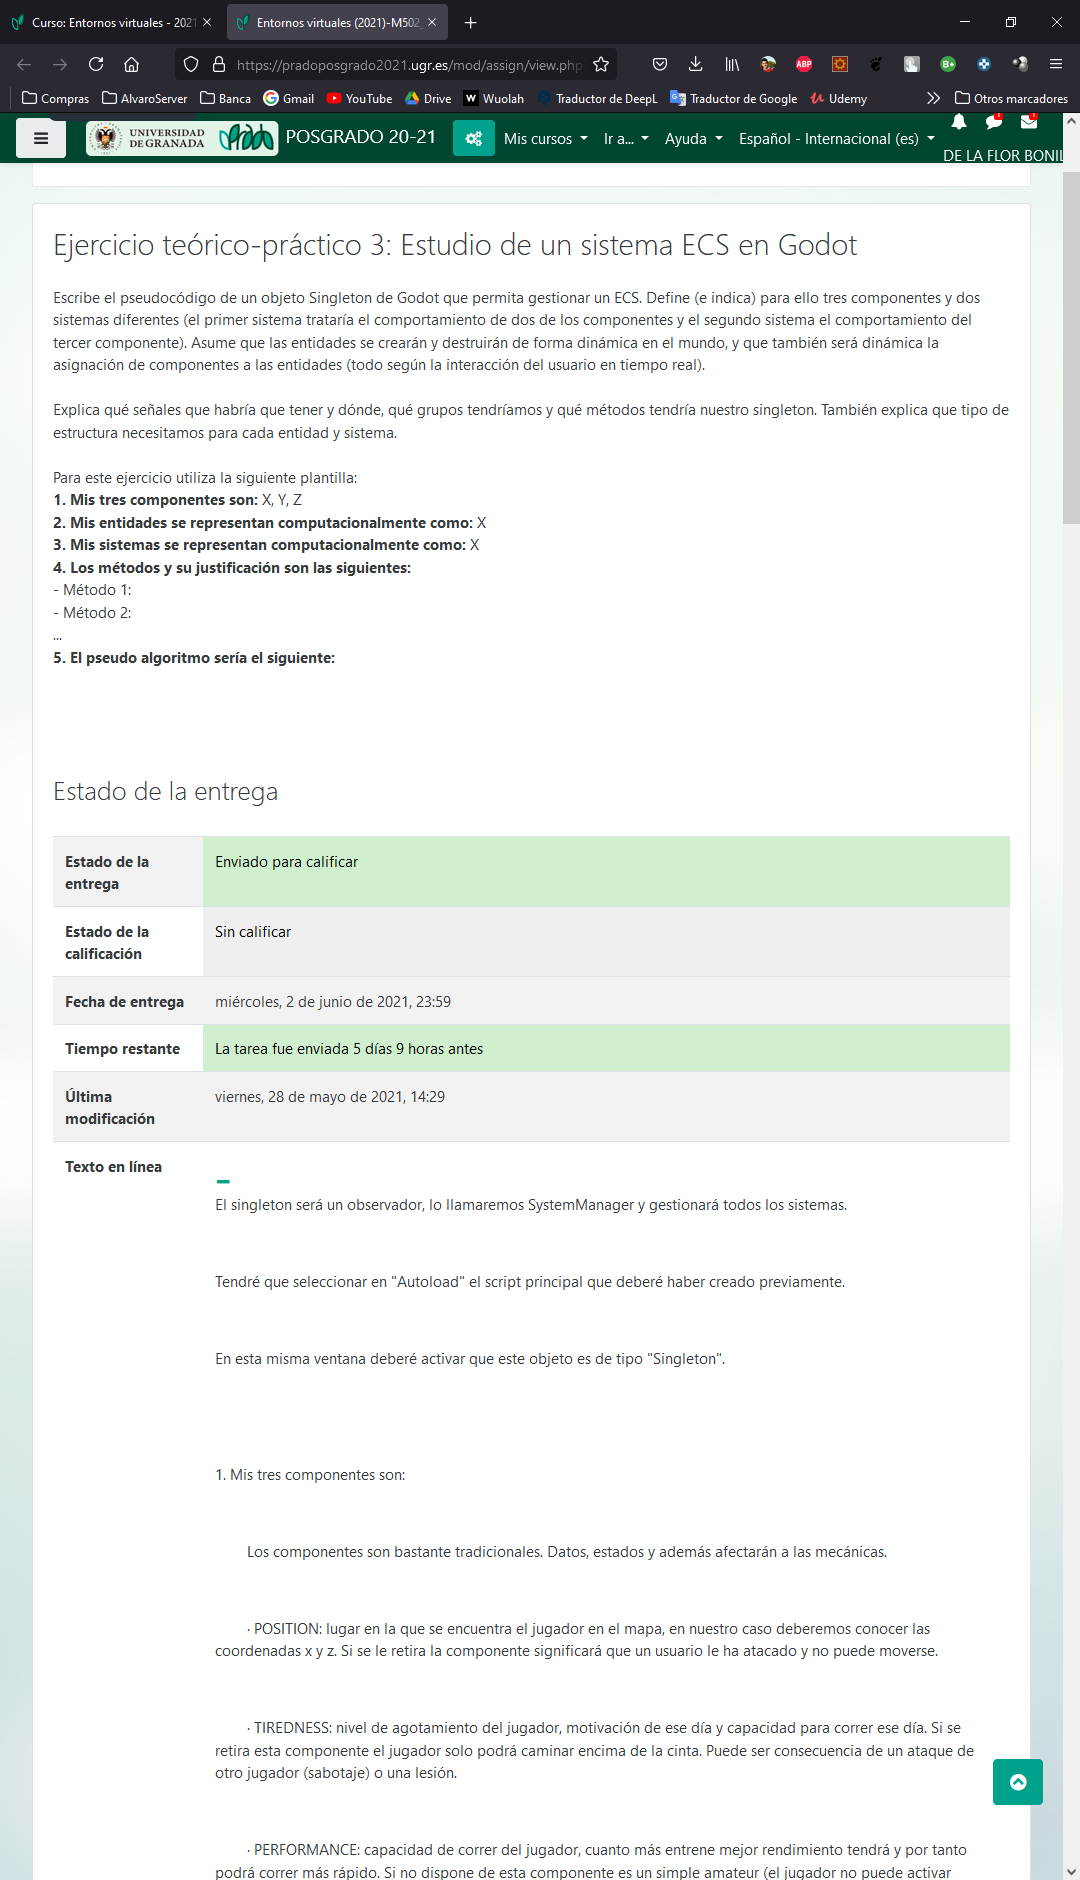 Curso: Entornos virtuales - 2021
Entornos virtuales (2021)-M502_
https://pradoposgrado2021.ugr.es/mod/assign/view.php
ABP
B+
Compras
AlvaroServer
Banca
Gmail
YouTube
Drive
Wuolah
Traductor de DeepL
Traductor de Google
Udemy
Otros marcadores
UNIVERSIDAD
DE GRANADA
POSGRADO 20-21
Mis cursos
Ir a...
Ayuda
Español - Internacional (es)
DE LA FLOR BONIL
Ejercicio teórico-práctico 3: Estudio de un sistema ECS en Godot
Escribe el pseudocódigo de un objeto Singleton de Godot que permita gestionar un ECS. Define (e indica) para ello tres componentes y dos
sistemas diferentes (el primer sistema trataría el comportamiento de dos de los componentes y el segundo sistema el comportamiento del
tercer componente). Asume que las entidades se crearán y destruirán de forma dinámica en el mundo, y que también será dinámica la
asignación de componentes a las entidades (todo según la interacción del usuario en tiempo real).
Explica qué señales que habría que tener y dónde, qué grupos tendríamos y qué métodos tendría nuestro singleton. También explica que tipo de
estructura necesitamos para cada entidad y sistema.
Para este ejercicio utiliza la siguiente plantilla:
1. Mis tres componentes son: X, Y, Z
2. Mis entidades se representan computacionalmente como: X
3. Mis sistemas se representan computacionalmente como: X
4. Los métodos y su justificación son las siguientes:
- Método 1:
- Método 2:
...
5. El pseudo algoritmo sería el siguiente:
Estado de la entrega
Estado de la
entrega
Enviado para calificar
Estado de la
calificación
Sin calificar
Fecha de entrega
miércoles, 2 de junio de 2021, 23:59
Tiempo restante
La tarea fue enviada 5 días 9 horas antes
Última
modificación
viernes, 28 de mayo de 2021, 14:29
Texto en línea
El singleton será un observador, lo llamaremos SystemManager y gestionará todos los sistemas.
Tendré que seleccionar en "Autoload" el script principal que deberé haber creado previamente.
En esta misma ventana deberé activar que este objeto es de tipo "Singleton".
1. Mis tres componentes son:
Los componentes son bastante tradicionales. Datos, estados y además afectarán a las mecánicas.
· POSITION: lugar en la que se encuentra el jugador en el mapa, en nuestro caso deberemos conocer las
coordenadas x y z. Si se le retira la componente significará que un usuario le ha atacado y no puede moverse.
· TIREDNESS: nivel de agotamiento del jugador, motivación de ese día y capacidad para correr ese día. Si se
retira esta componente el jugador solo podrá caminar encima de la cinta. Puede ser consecuencia de un ataque de
otro jugador (sabotaje) o una lesión.
· PERFORMANCE: capacidad de correr del jugador, cuanto más entrene mejor rendimiento tendrá y por tanto
podrá correr más rápido. Si no dispone de esta componente es un simple amateur (el jugador no puede activar